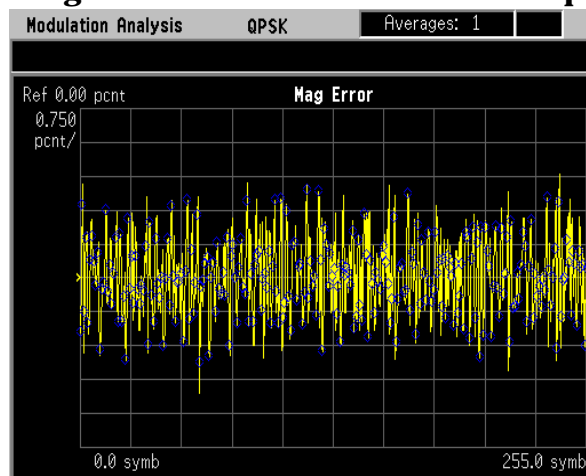 Modulation Analysis QPSK Averages: 1
Ref 0.00 pcnt Mag Error
0.750
pcnt/
0.0 symb 255.0 symb